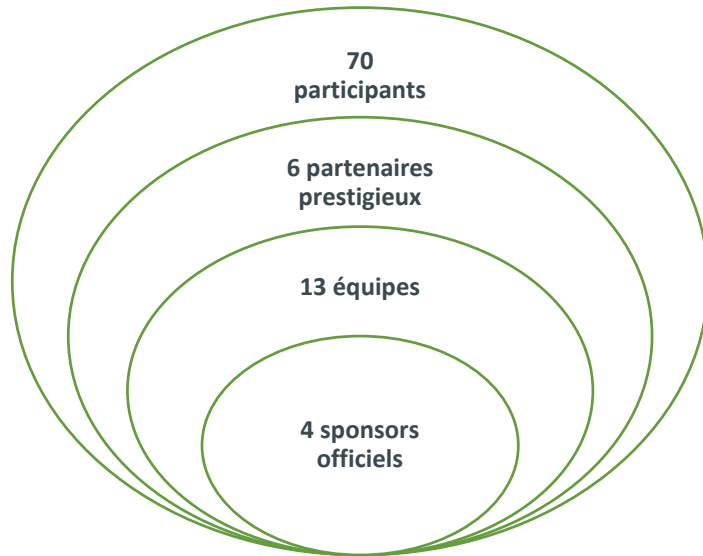 70
participants
6 partenaires
prestigieux
13 équipes
4 sponsors
officiels